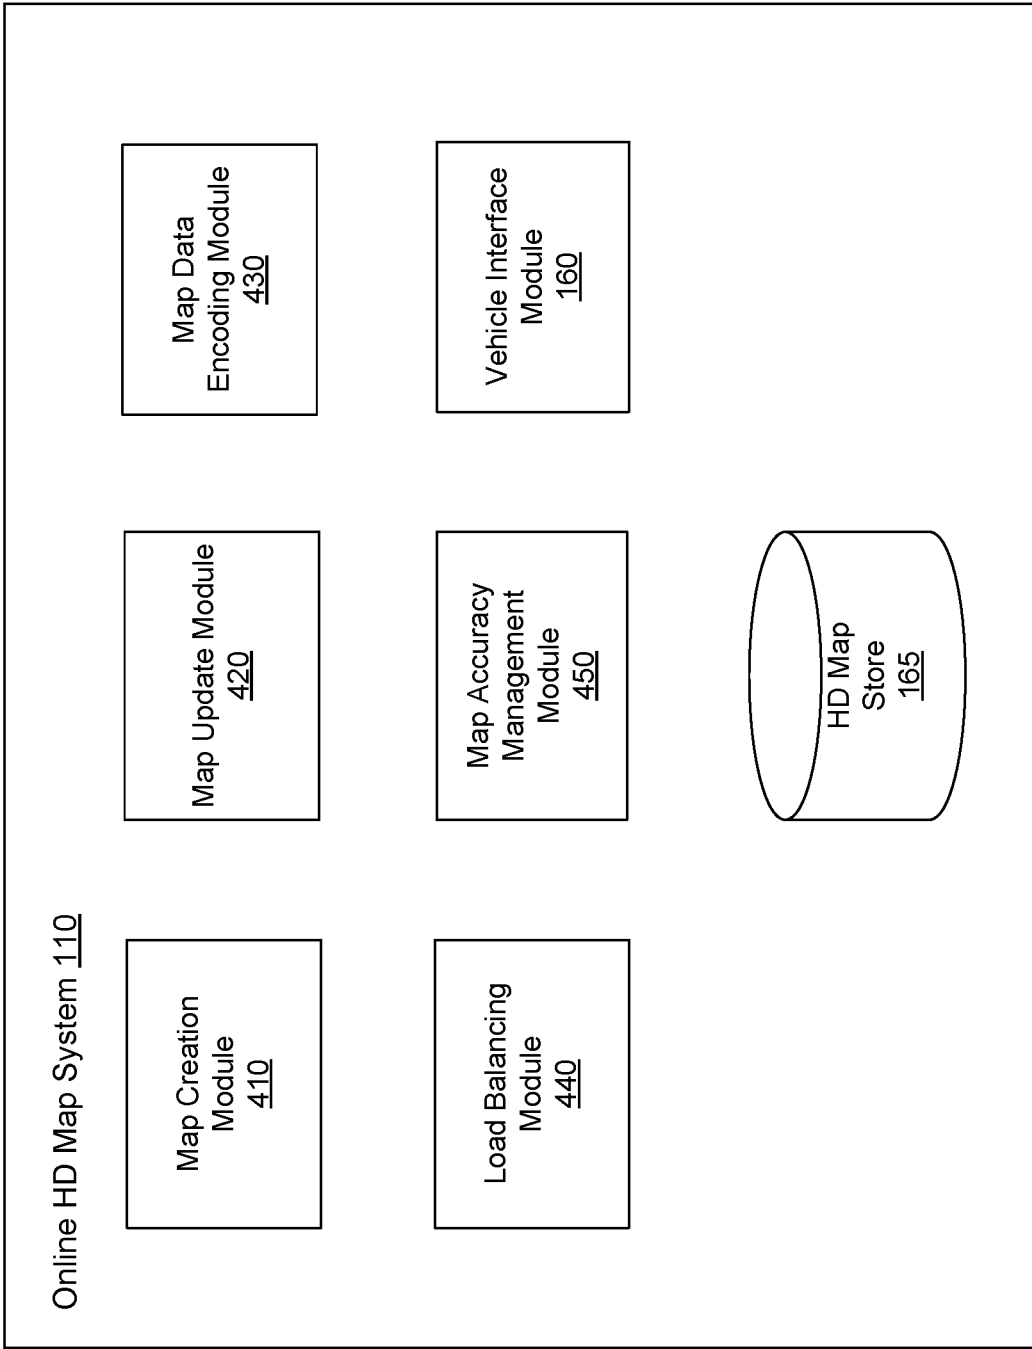 Online HD Map System 110
Map Creation
Module
410
Map Update Module
420
Map Data
Encoding Module
430
Load Balancing
Module
440
Map Accuracy
Management
Module
450
Vehicle Interface
Module
160
HD Map
Store
165